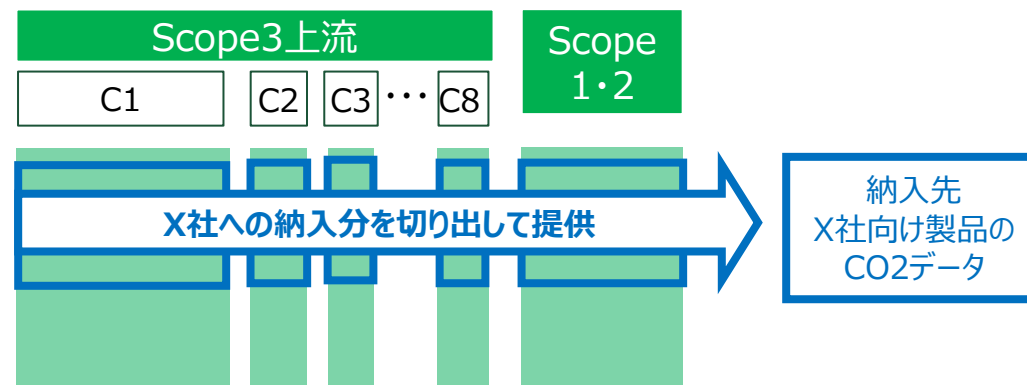 Scope3上流
Scope
1・2
C1
C2
C3
･･･
C8
X社への納入分を切り出して提供
納入先
X社向け製品の
CO2データ